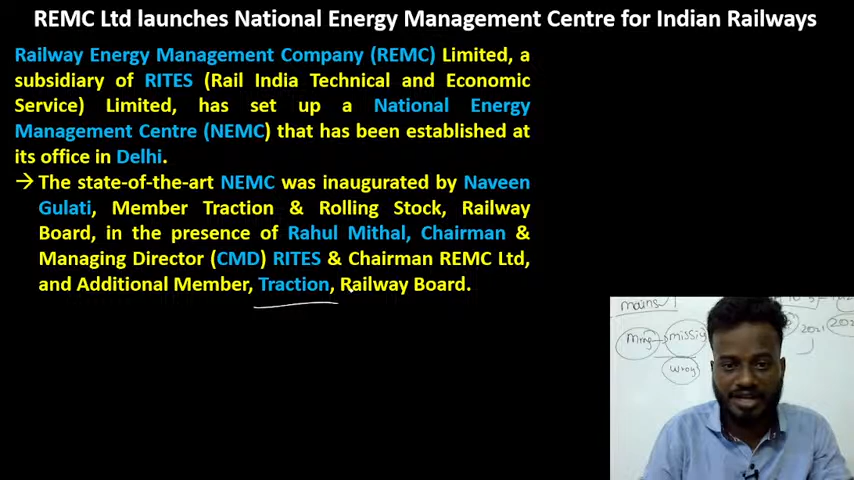 REMC Ltd launches National Energy Management Centre for Indian Railways
Railway Energy Management Company (REMC) Limited, a
subsidiary of RITES (Rail India Technical and Economic
Service) Limited, has set up a National Energy
Management Centre (NEMC) that has been established at
its office in Delhi.
→ The state-of-the-art NEMC was inaugurated by Naveen
Gulati, Member Traction & Rolling Stock, Railway
Board, in the presence of Rahul Mithal, Chairman &
Managing Director (CMD) RITES & Chairman REMC Ltd,
and Additional Member, Traction, Railway Board.
mains
missig
2021
wrog